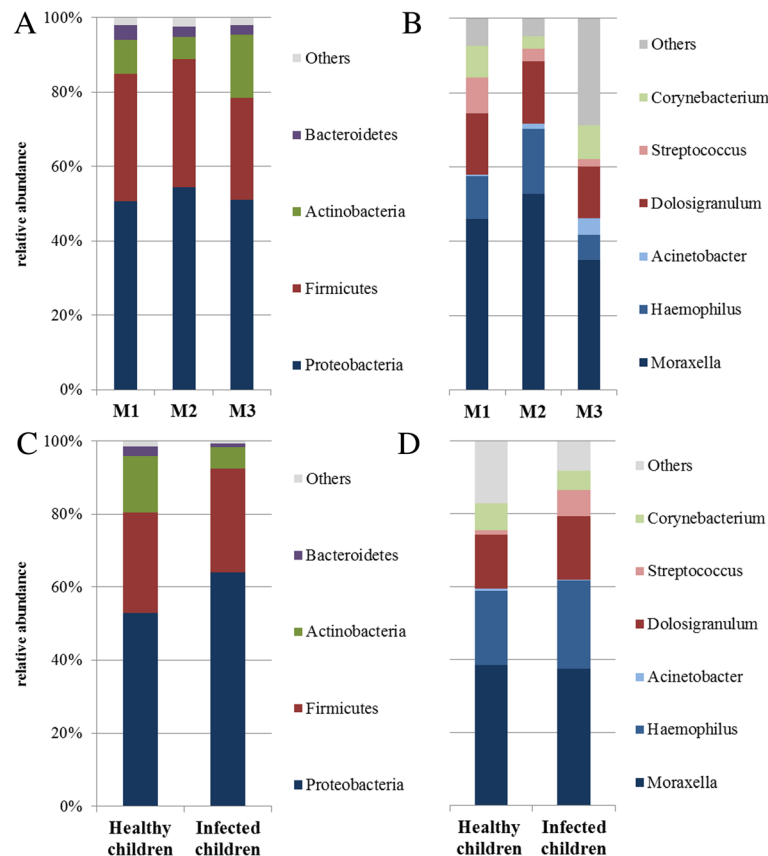 A
relative abundance
100%
80%
60%
40%
20%
0%
M1 M2 M3
Others
Bacteroidetes
Actinobacteria
Firmicutes
Proteobacteria
B
M1 M2 M3
Others
Corynebacterium
Streptococcus
Dolosigranulum
Acinetobacter
Haemophilus
Moraxella
C
relative abundance
100%
80%
60%
40%
20%
0%
Healthy Infected
children children
Others
Bacteroidetes
Actinobacteria
Firmicutes
Proteobacteria
D
Healthy Infected
children children
Others
Corynebacterium
Streptococcus
Dolosigranulum
Acinetobacter
Haemophilus
Moraxella